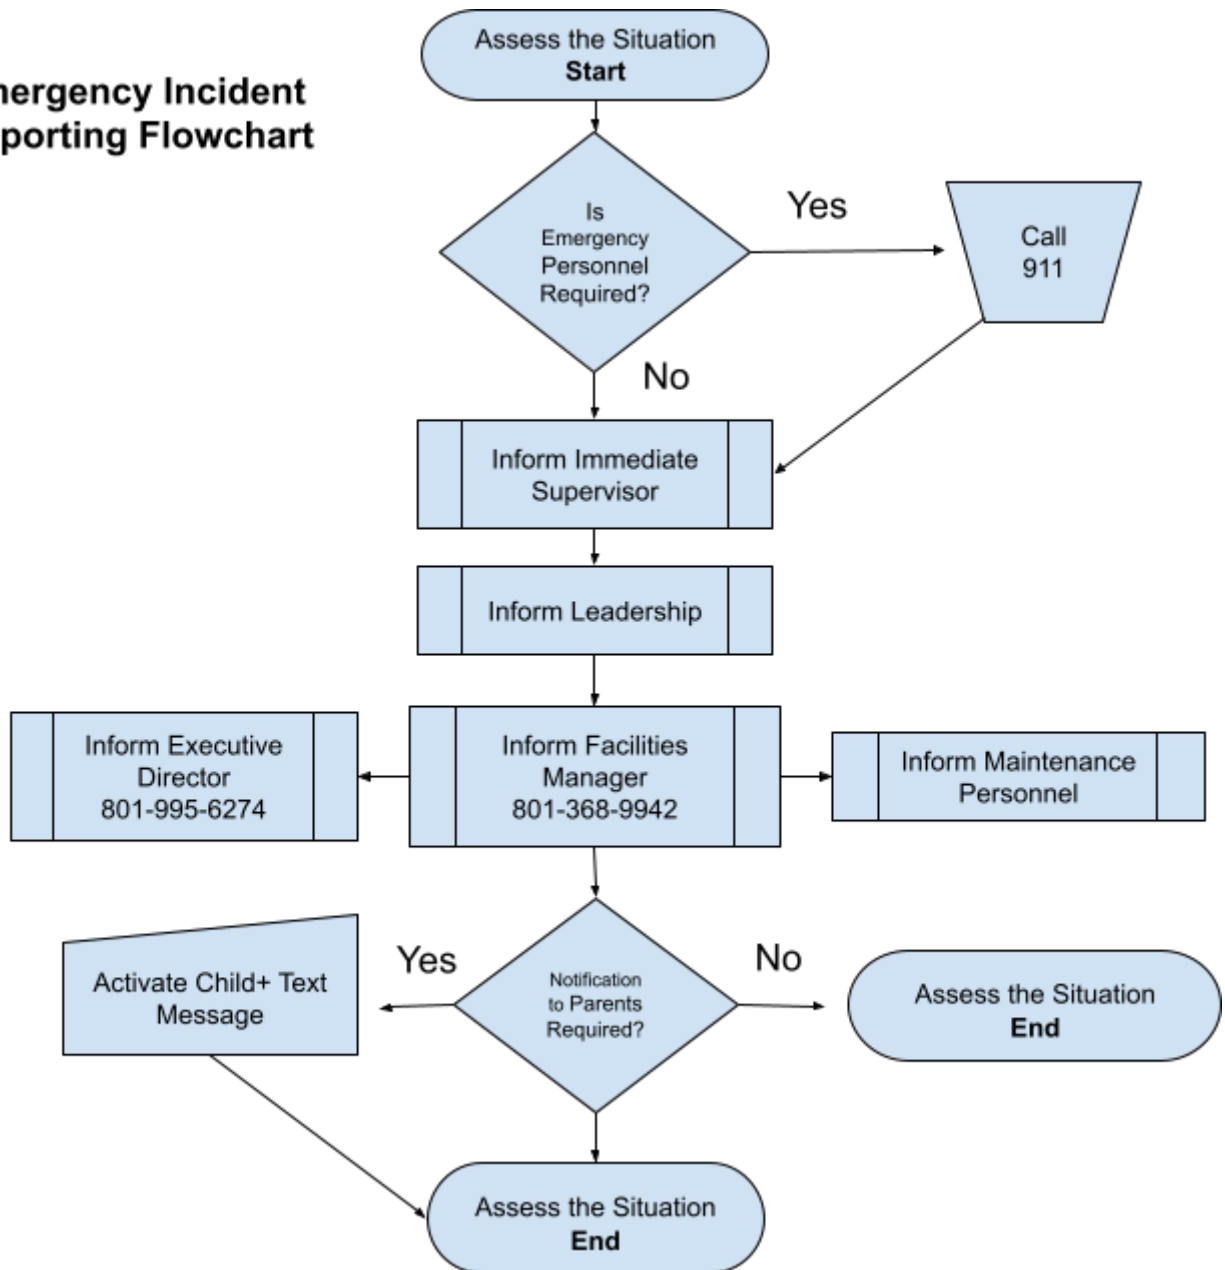 mergency Incident
porting Flowchart
Assess the Situation
Start
Is
Emergency
Personnel
Required?
Yes
Call
911
No
Inform Immediate
Supervisor
Inform Leadership
Inform Executive
Director
801-995-6274
Inform Facilities
Manager
801-368-9942
Inform Maintenance
Personnel
Activate Child+ Text
Message
Yes
Notification
to Parents
Required?
No
Assess the Situation
End
Assess the Situation
End